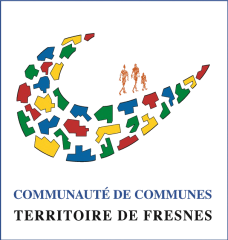 COMMUNAUTÉ DE COMMUNES
TERRITOIRE DE FRESNES